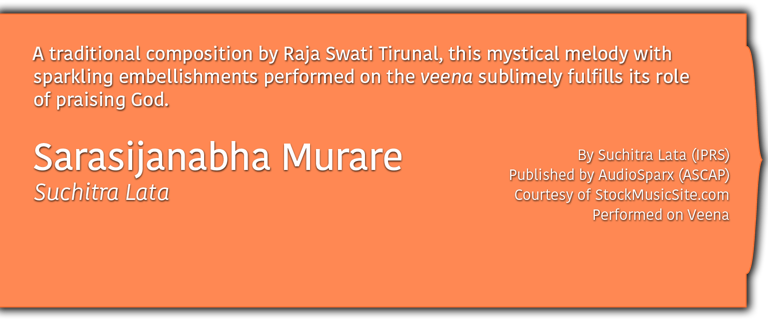 A traditional composition by Raja Swati Tirunal, this mystical melody with
sparkling embellishments performed on the veena sublimely fulfills its role
of praising God.
Sarasijanabha Murare
Suchitra Lata
By Suchitra Lata (IPRS)
Published by AudioSparx (ASCAP)
Courtesy of StockMusicSite.com
Performed on Veena